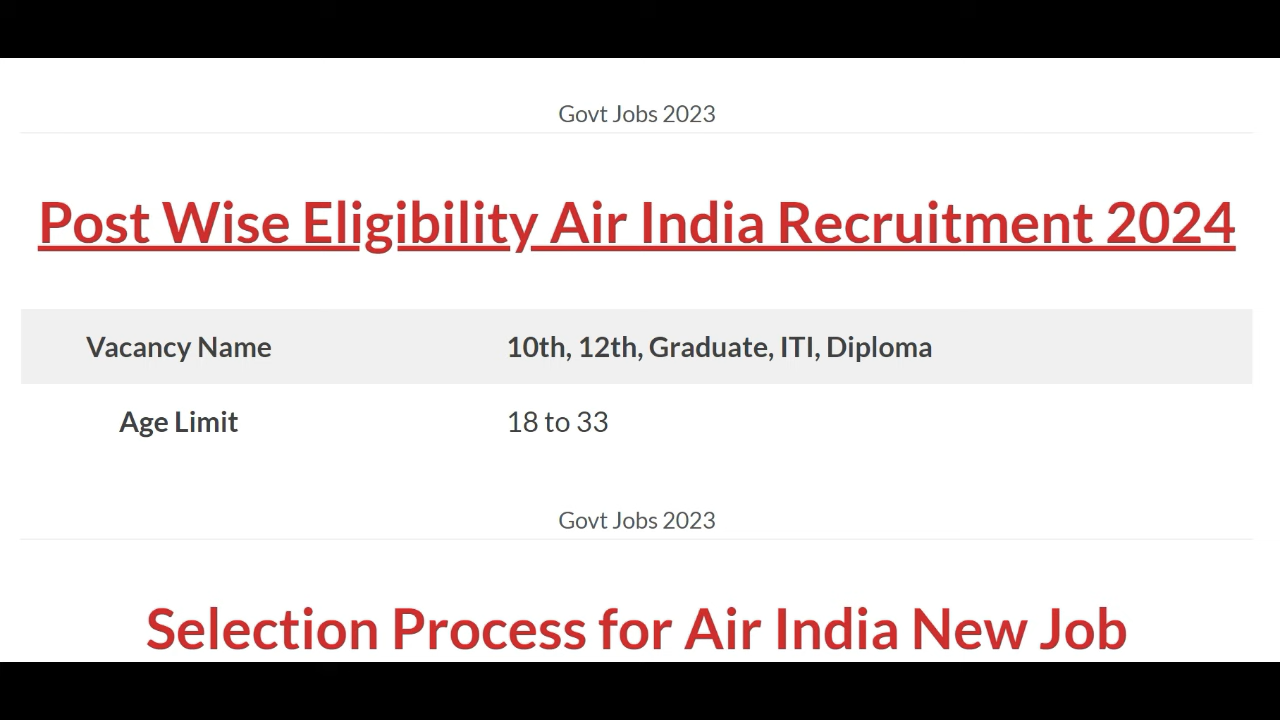 Govt Jobs 2023
Post Wise Eligibility Air India Recruitment 2024
Vacancy Name 10th, 12th, Graduate, ITI, Diploma
Age Limit 18 to 33
Govt Jobs 2023
Selection Process for Air India New Job